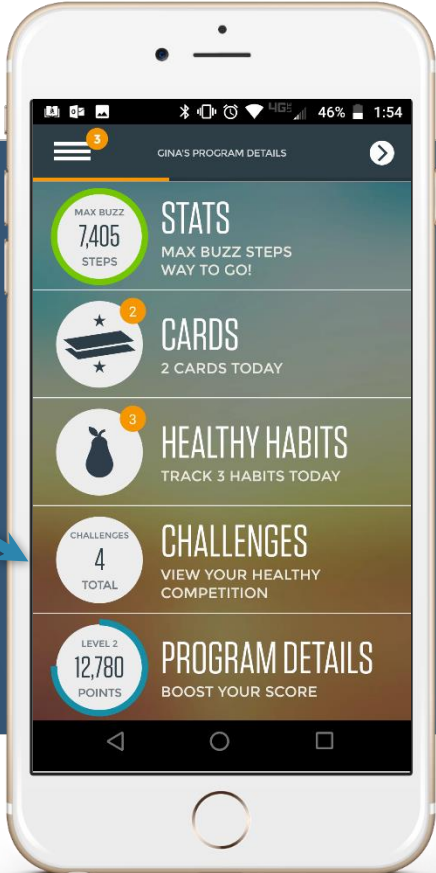 4G
46%
1:54
3
GINA'S PROGRAM DETAILS
MAX BUZZ
7,405
STEPS
STATS
MAX BUZZ STEPS
WAY TO GO!
2
CARDS
2 CARDS TODAY
3
HEALTHY HABITS
TRACK 3 HABITS TODAY
CHALLENGES
4
TOTAL
CHALLENGES
VIEW YOUR HEALTHY
COMPETITION
LEVEL 2
12,780
POINTS
PROGRAM DETAILS
BOOST YOUR SCORE